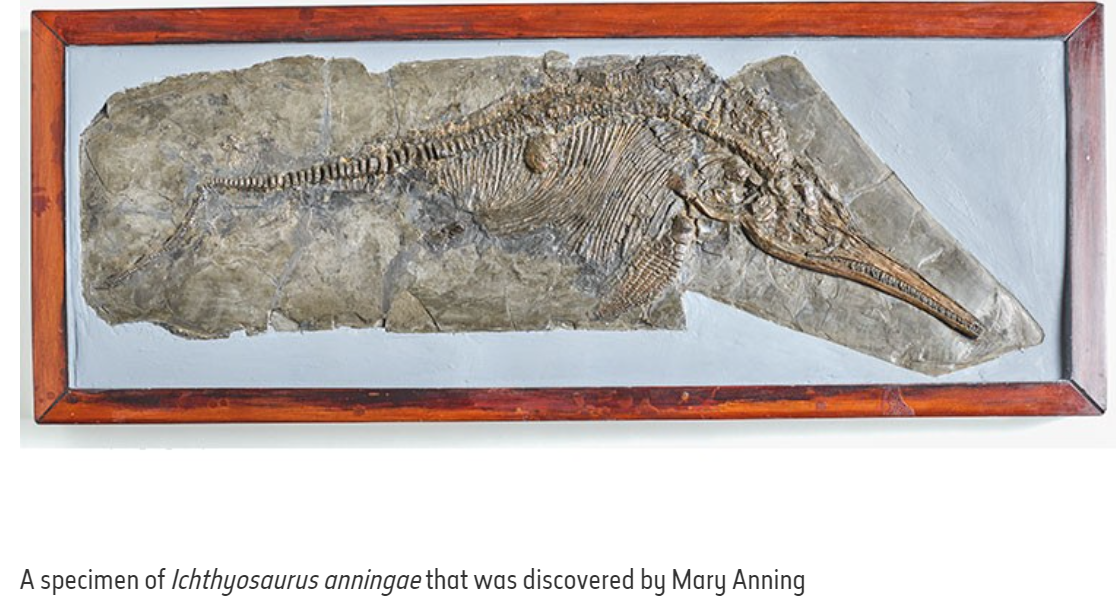 A specimen of Ichthyosaurus anningae that was discovered by Mary Anning